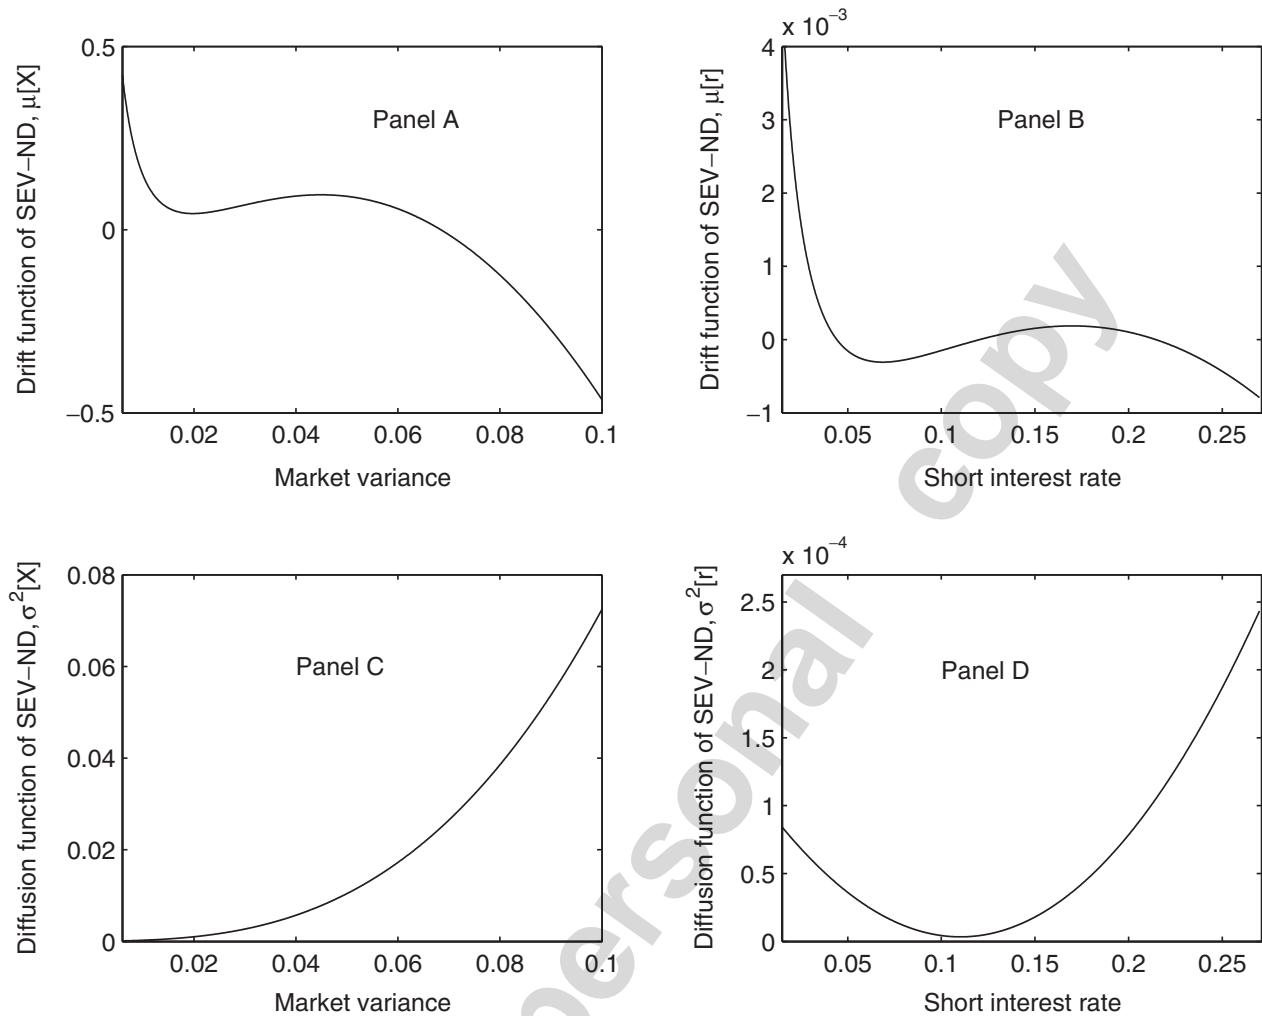 Panel A
Drift function of SEV–ND, μ[X]
0.5
0
−0.5
0.02 0.04 0.06 0.08 0.1
Market variance
Panel B
Drift function of SEV–ND, μ[r]
x 10−3
4
3
2
1
0
−1
0.05 0.1 0.15 0.2 0.25
Short interest rate
Panel C
Diffusion function of SEV–ND, σ2[X]
0.08
0.06
0.04
0.02
0
0.02 0.04 0.06 0.08 0.1
Market variance
Panel D
Diffusion function of SEV–ND, σ2[r]
x 10−4
2.5
2
1.5
1
0.5
0
0.05 0.1 0.15 0.2 0.25
Short interest rate
personal
copy